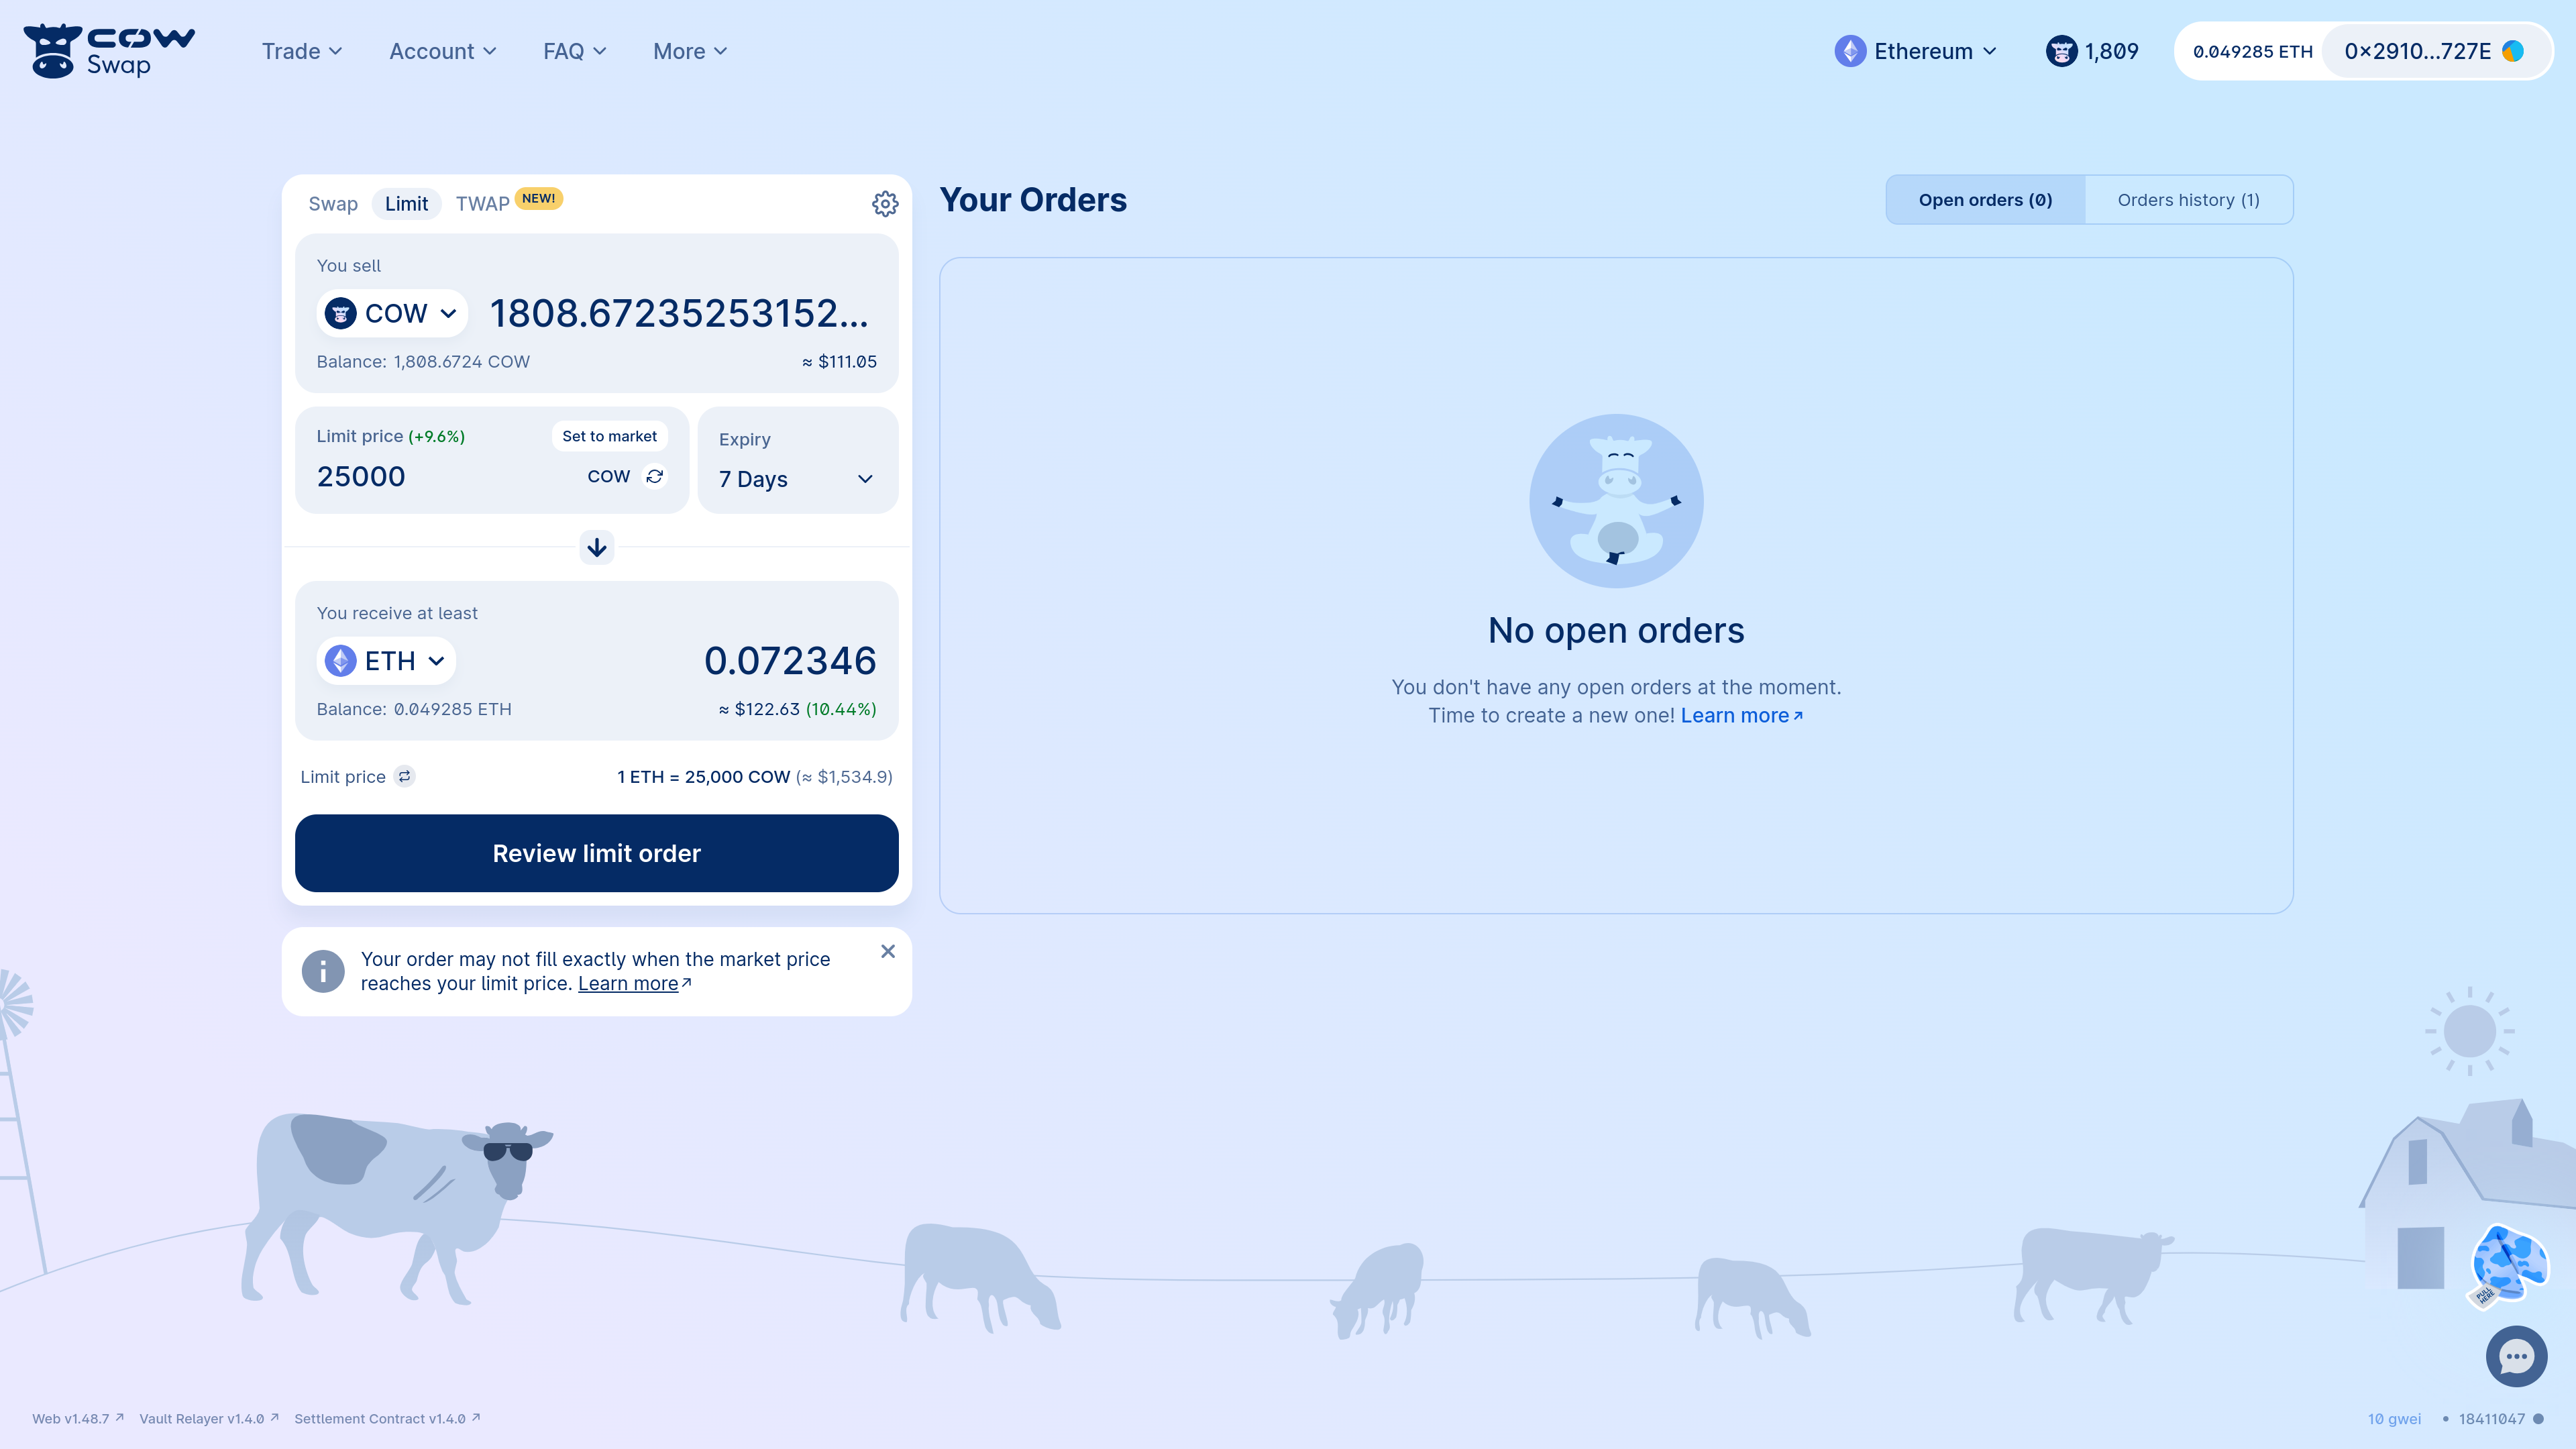 COW
Swap
Trade
Account
FAQ
More
Ethereum
1,809
0.049285 ETH
0×2910...727E
Swap
Limit
TWAP
NEW!
You sell
COW
1808.67235253152...
Balance: 1,808.6724 COW
≈ $111.05
Limit price (+9.6%)
Set to market
25000
COW
Expiry
7 Days
You receive at least
ETH
0.072346
Balance: 0.049285 ETH
≈ $122.63 (10.44%)
Limit price
1 ETH = 25,000 COW (≈ $1,534.9)
Review limit order
Your order may not fill exactly when the market price
reaches your limit price. Learn more↗
Your Orders
Open orders (0)
Orders history (1)
No open orders
You don't have any open orders at the moment.
Time to create a new one! Learn more↗
PULL
HERE
Web v1.48.7 ↗
Vault Relayer v1.4.0 ↗
Settlement Contract v1.4.0 ↗
10 gwei
• 18411047